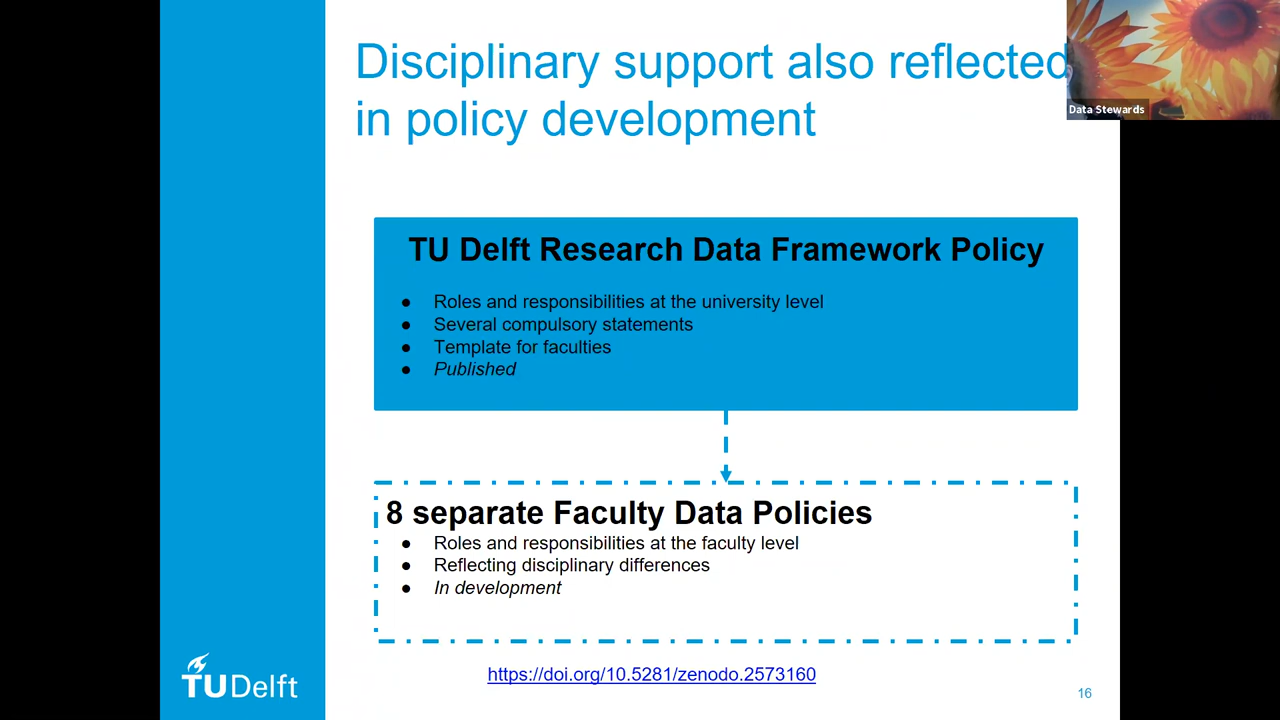 Disciplinary support also reflected
in policy development
Data Stewards
TU Delft Research Data Framework Policy
● Roles and responsibilities at the university level
● Several compulsory statements
● Template for faculties
● Published
8 separate Faculty Data Policies
● Roles and responsibilities at the faculty level
● Reflecting disciplinary differences
● In development
https://doi.org/10.5281/zenodo.2573160
TUDelft
16